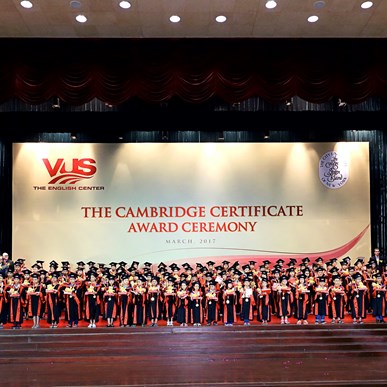 VUS
THE ENGLISH CENTER
THE CAMBRIDGE CERTIFICATE
AWARD CEREMONY
MARCH, 2017